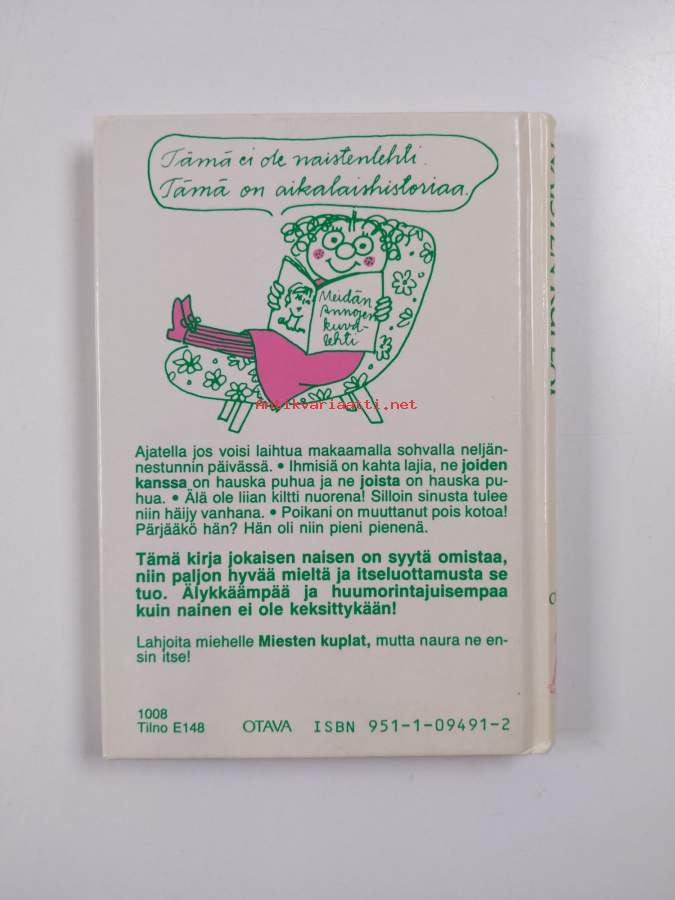 Tämä ei ole naistenlehti.
Tämä on aikalaishistoriaa.
Meidän
Annojen
kuva-
lehti
Antikvariaatti.net
Ajatella jos voisi laihtua makaamalla sohvalla neljän-
nestunnin päivässä. • Ihmisiä on kahta lajia, ne joiden
kanssa on hauska puhua ja ne joista on hauska pu-
hua. • Älä ole liian kiltti nuorena! Silloin sinusta tulee
niin häijy vanhana. • Poikani on muuttanut pois kotoa!
Pärjääkö hän? Hän oli niin pieni pienenä.
Tämä kirja jokaisen naisen on syytä omistaa,
niin paljon hyvää mieltä ja itseluottamusta se
tuo. Älykkäämpää ja huumorintajuisempaa
kuin nainen ei ole keksittykään!
Lahjoita miehelle Miesten kuplat, mutta naura ne en-
sin itse!
1008
Tilno E148 OTAVA ISBN 951-1-09491-2